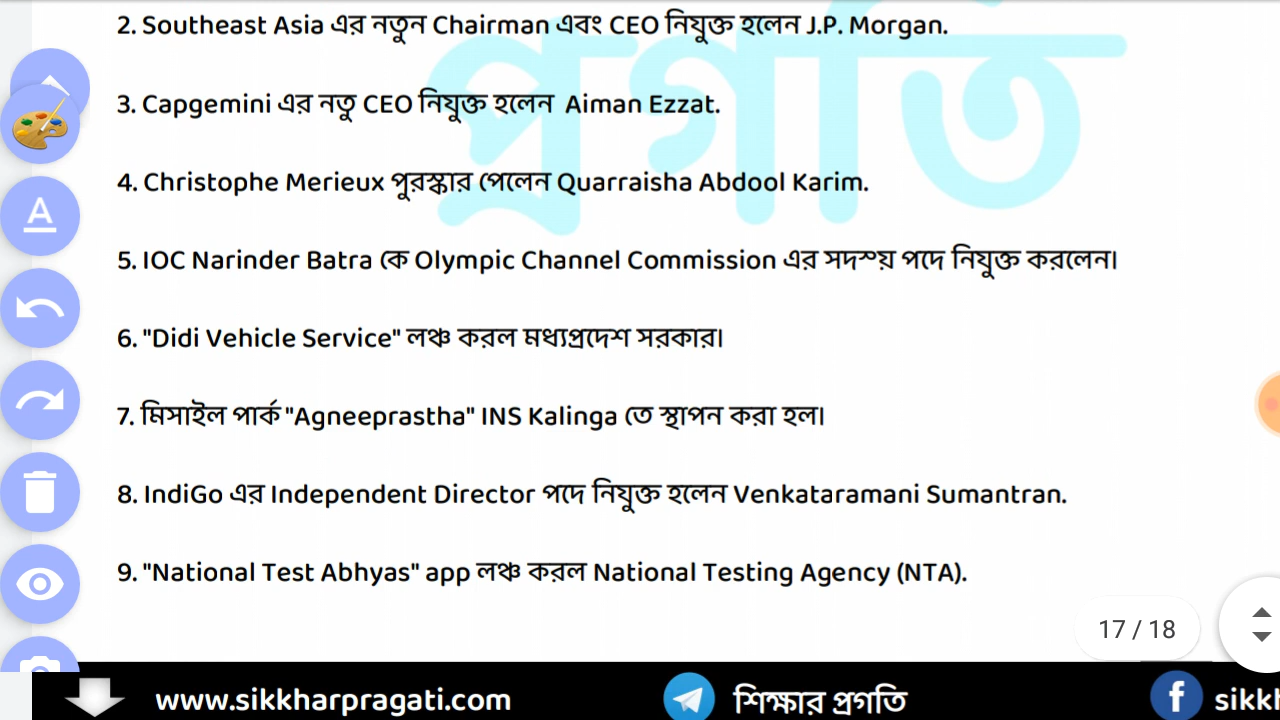 2. Southeast Asia এর নতুন Chairman এবং CEO নিযুক্ত হলেন J.P. Morgan.
প্রগতি
3. Capgemini এর নতু CEO নিযুক্ত হলেন Aiman Ezzat.
4. Christophe Merieux পুরস্কার পেলেন Quarraisha Abdool Karim.
5. IOC Narinder Batra কে Olympic Channel Commission এর সদস্য় পদে নিযুক্ত করলেন।
6. "Didi Vehicle Service" লঞ্চ করল মধ্যপ্রদেশ সরকার।
7. মিসাইল পার্ক "Agneeprastha" INS Kalinga তে স্থাপন করা হল।
8. IndiGo এর Independent Director পদে নিযুক্ত হলেন Venkataramani Sumantran.
9. "National Test Abhyas" app লঞ্চ করল National Testing Agency (NTA).
17 / 18
www.sikkharpragati.com শিক্ষার প্রগতি